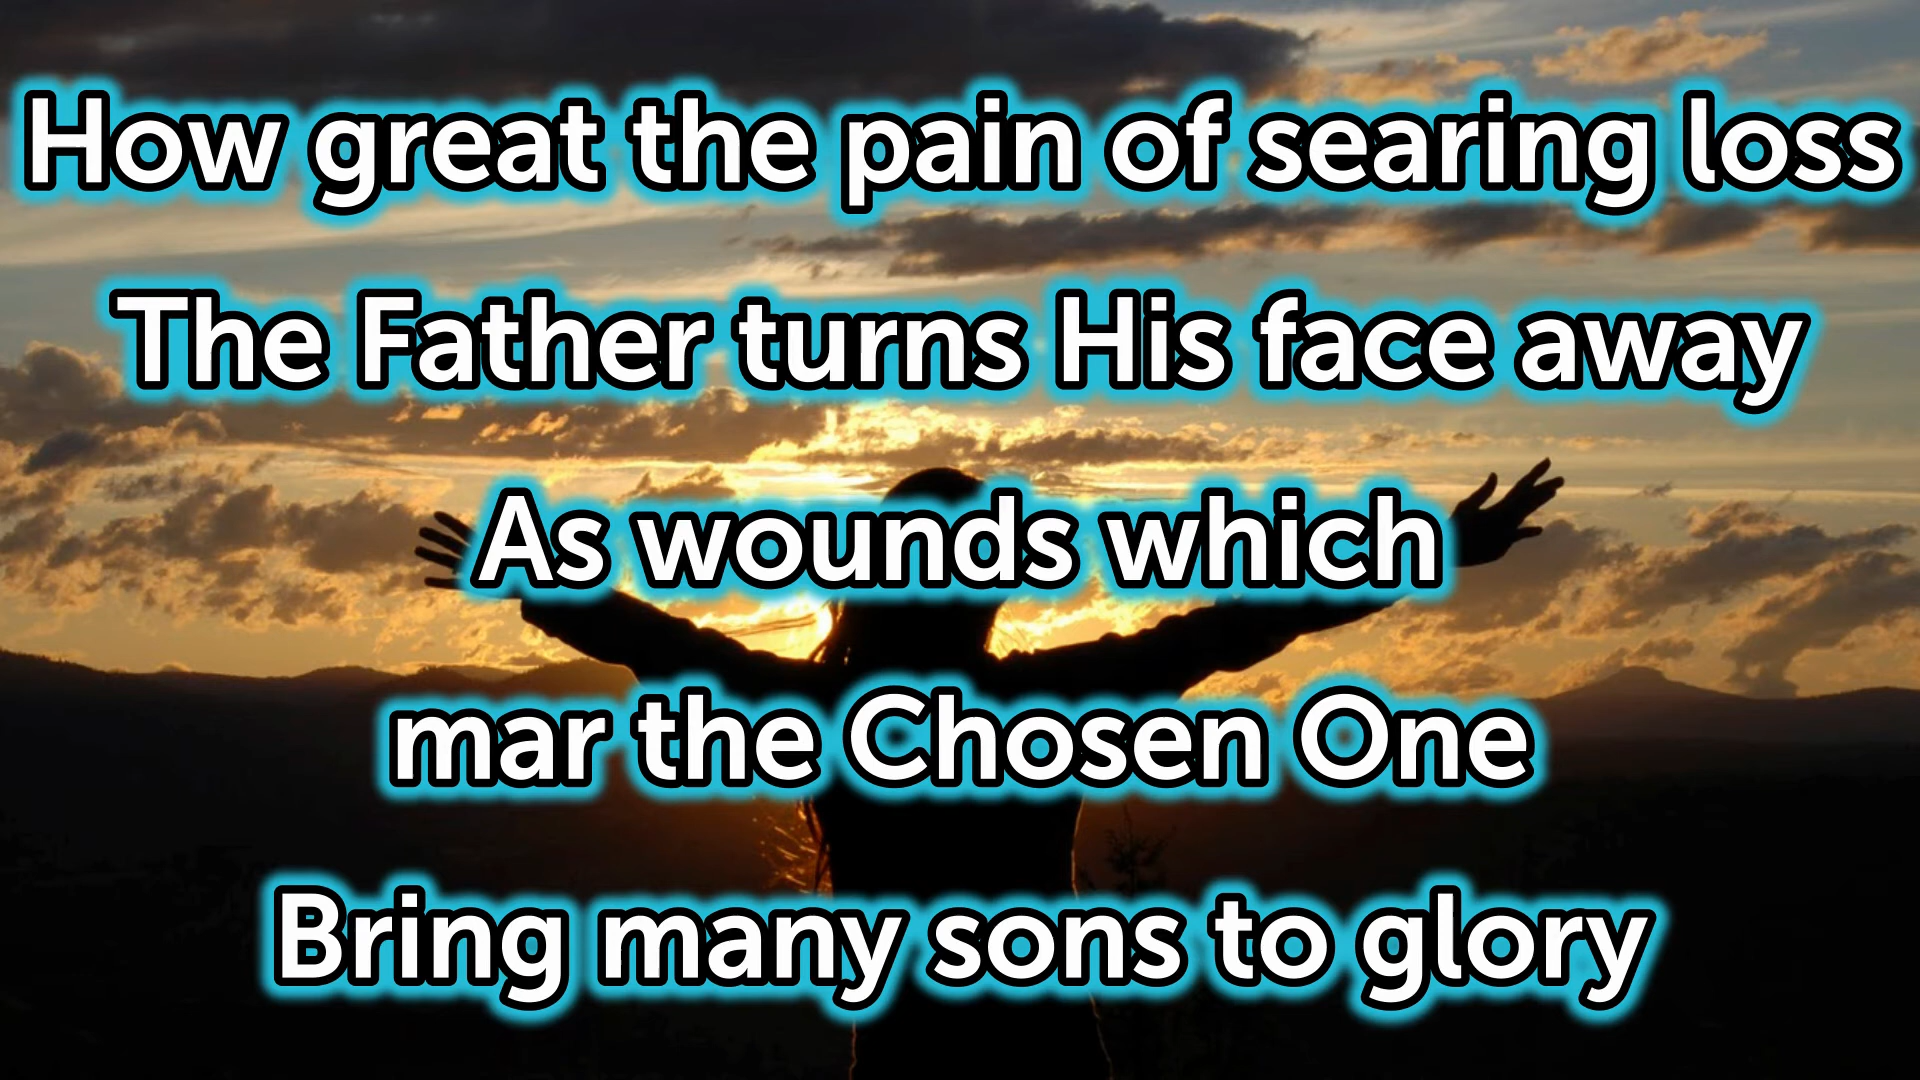 How great the pain of searing loss
The Father turns His face away
As wounds which
mar the Chosen One
Bring many sons to glory